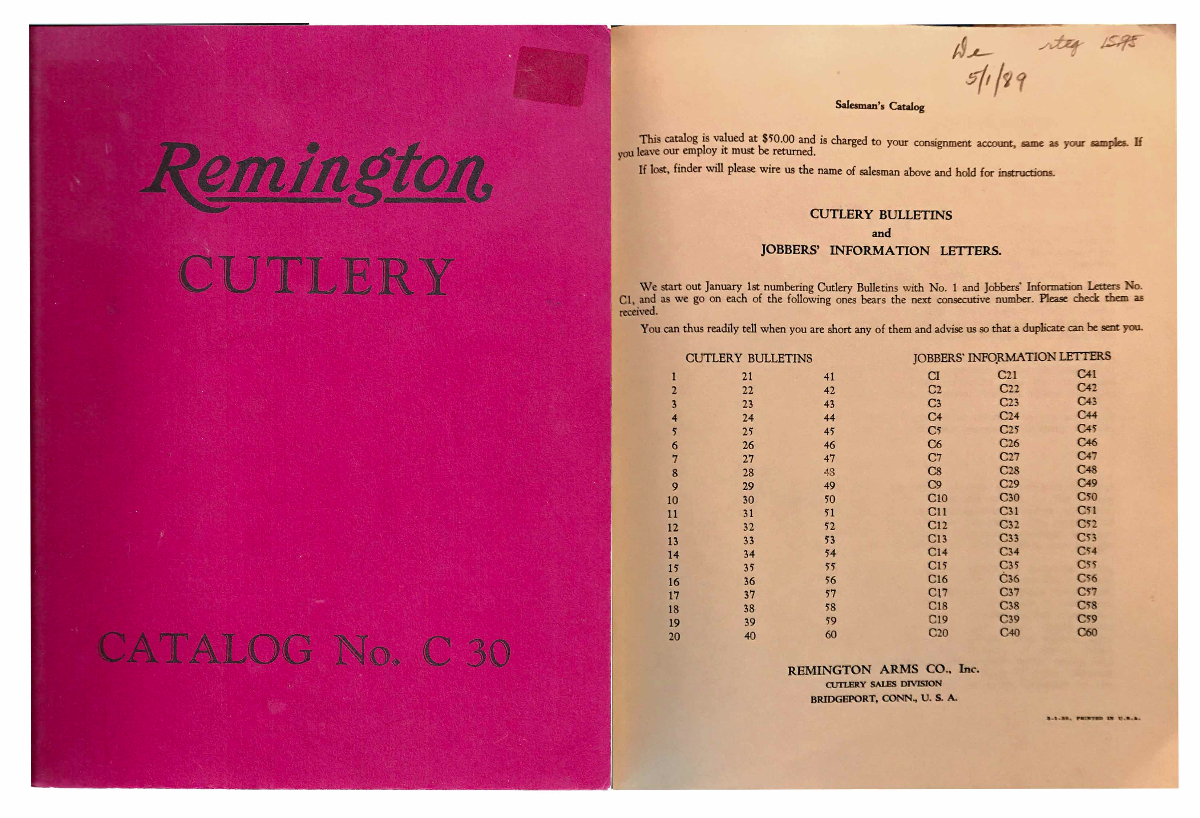 Remington,
CUTLERY
CATALOG No. C 30
De
5/1/89
Salesman's Catalog
This catalog is valued at $50.00 and is charged to your consignment account, same as your samples. If
you leave our employ it must be returned.
If lost, finder will please wire us the name of salesman above and hold for instructions.
CUTLERY BULLETINS
and
JOBBERS' INFORMATION LETTERS.
We start out January 1st numbering Cutlery Bulletins with No. 1 and Jobbers' Information Letters No.
C1, and as we go on each of the following ones bears the next consecutive number. Please check them as
received.
You can thus readily tell when you are short any of them and advise us so that a duplicate can be sent you.
CUTLERY BULLETINS JOBBERS' INFORMATION LETTERS
1 21 41 C1 C21 C41
2 22 42 C2 C22 C42
3 23 43 C3 C23 C43
4 24 44 C4 C24 C44
5 25 45 C5 C25 C45
6 26 46 C6 C26 C46
7 27 47 C7 C27 C47
8 28 48 C8 C28 C48
9 29 49 C9 C29 C49
10 30 50 C10 C30 C50
11 31 51 C11 C31 C51
12 32 52 C12 C32 C52
13 33 53 C13 C33 C53
14 34 54 C14 C34 C54
15 35 55 C15 C35 C55
16 36 56 C16 C36 C56
17 37 57 C17 C37 C57
18 38 58 C18 C38 C58
19 39 59 C19 C39 C59
20 40 60 C20 C40 C60
REMINGTON ARMS CO., Inc.
CUTLERY SALES DIVISION
BRIDGEPORT, CONN., U. S. A.
PRINTED IN U.S.A.